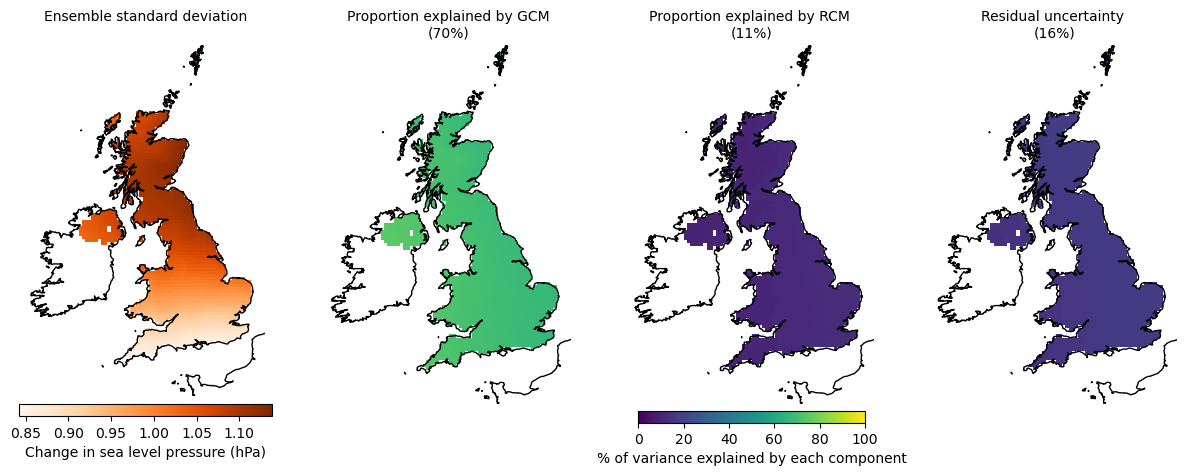 Ensemble standard deviation
Proportion explained by GCM
(70%)
Proportion explained by RCM
(11%)
Residual uncertainty
(16%)
0.85 0.90 0.95 1.00 1.05 1.10
Change in sea level pressure (hPa)
0 20 40 60 80 100
% of variance explained by each component